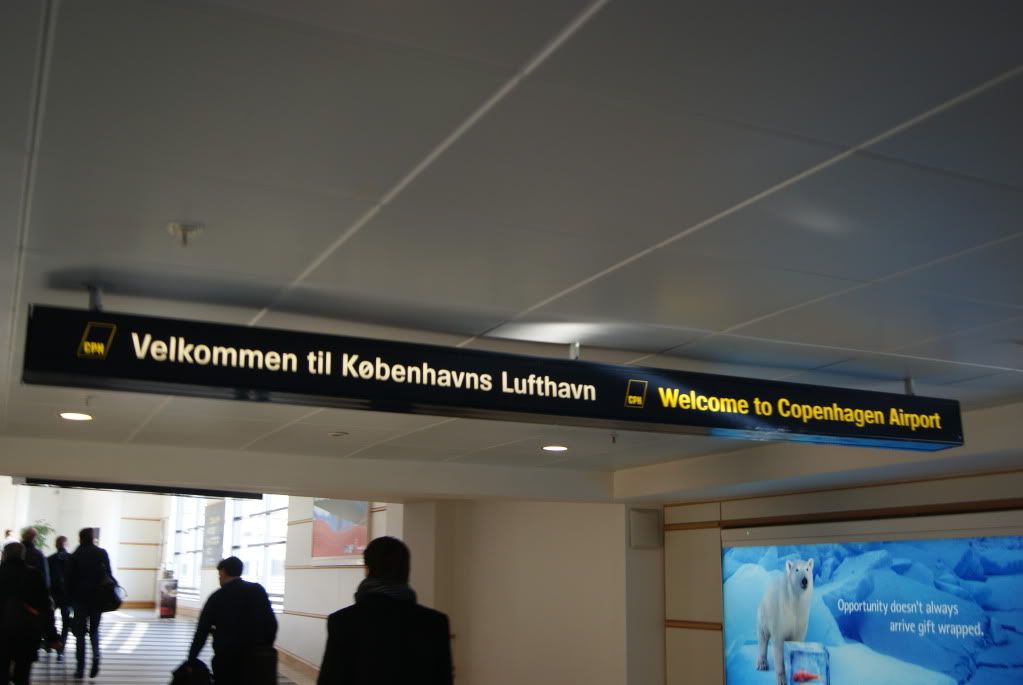 CPH Velkommen til Københavns Lufthavn CPH Welcome to Copenhagen Airport
Opportunity doesn't always
arrive gift wrapped.